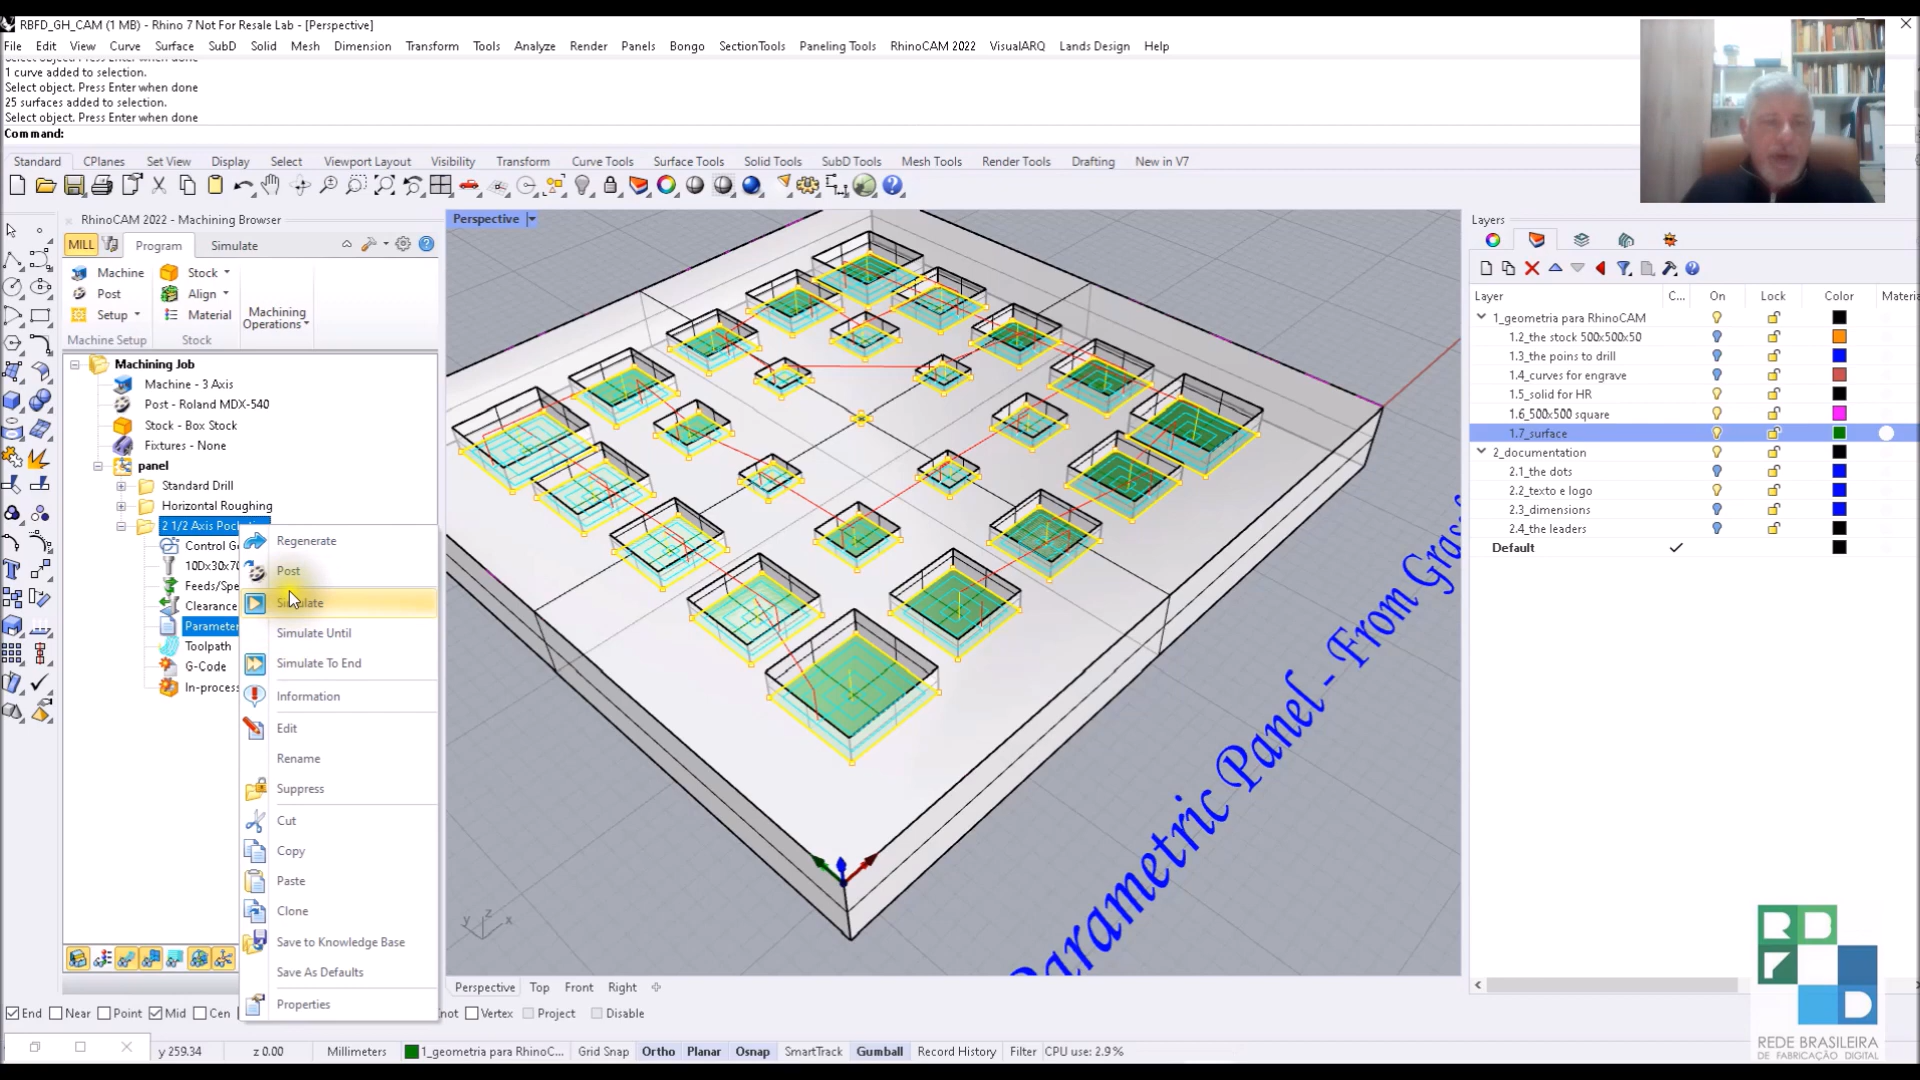 RBFD_GH_CAM (1 MB) - Rhino 7 Not For Resale Lab - [Perspective]
File Edit View Curve Surface SubD Solid Mesh Dimension Transform Tools Analyze Render Panels Bongo SectionTools Paneling Tools RhinoCAM 2022 VisualARQ Lands Design Help
Select object. Press Enter when done
1 curve added to selection.
Select object. Press Enter when done
25 surfaces added to selection.
Select object. Press Enter when done
Command:
Standard CPlanes Set View Display Select Viewport Layout Visibility Transform Curve Tools Surface Tools Solid Tools SubD Tools Mesh Tools Render Tools Drafting New in V7
RhinoCAM 2022 - Machining Browser
MILL Program Simulate
Machine Stock
Post Align
Setup Material
Machining Operations
Machine Setup Stock
Machining Job
Machine - 3 Axis
Post - Roland MDX-540
Stock - Box Stock
Fixtures - None
panel
Standard Drill
Horizontal Roughing
2 1/2 Axis
Control
10Dx30x70
Feeds/Spe
Clearance
Parameter
Toolpath
G-Code
In-process
Regenerate
Post
Simulate
Simulate Until
Simulate To End
Information
Edit
Rename
Suppress
Cut
Copy
Paste
Clone
Save to Knowledge Base
Save As Defaults
Properties
Perspective
Parametric Panel - From Gras
z
y x
Perspective Top Front Right
Layers
Layer C... On Lock Color Materi
1_geometria para RhinoCAM
1.2_the stock 500x500x50
1.3_the poins to drill
1.4_curves for engrave
1.5_solid for HR
1.6_500x500 square
1.7_surface
2_documentation
2.1_the dots
2.2_texto e logo
2.3_dimensions
2.4_the leaders
Default
End Near Point Mid Cen not Vertex Project Disable
y 259.34 z 0.00 Millimeters 1_geometria para RhinoC... Grid Snap Ortho Planar Osnap SmartTrack Gumball Record History Filter CPU use: 2.9 %
RBFD
REDE BRASILEIRA
DE FABRICAÇÃO DIGITAL